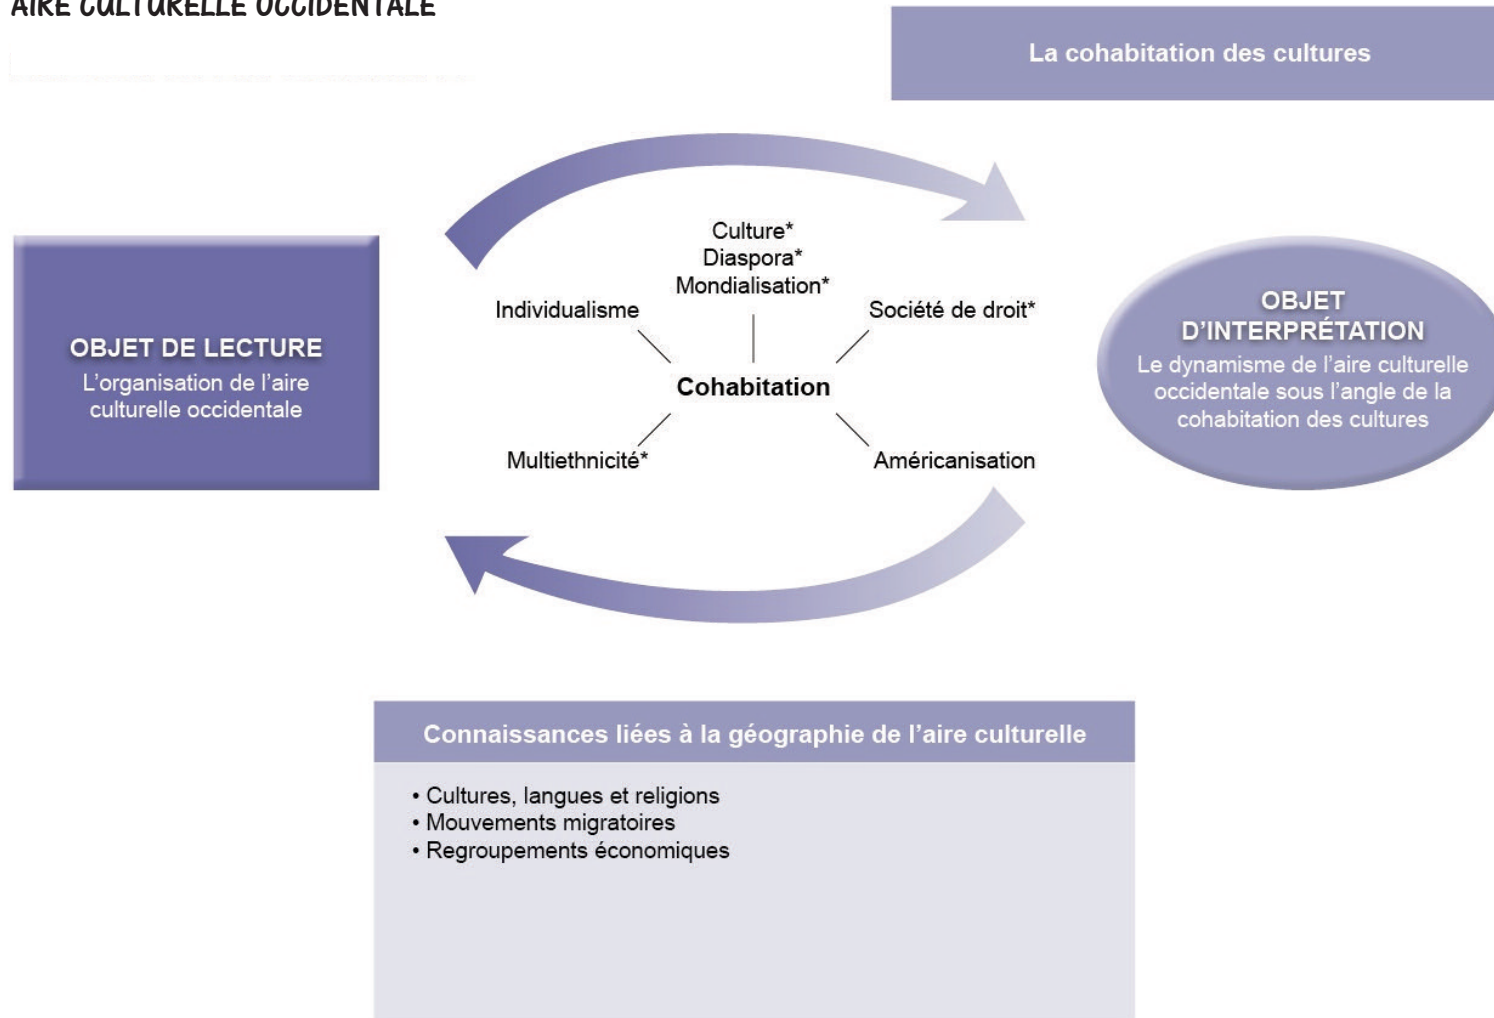 AIRE CULTURELLE OCCIDENTALE
La cohabitation des cultures
OBJET DE LECTURE
L’organisation de l’aire
culturelle occidentale
Culture*
Diaspora*
Mondialisation*
Individualisme
Société de droit*
Cohabitation
Multiethnicité*
Américanisation
OBJET
D’INTERPRÉTATION
Le dynamisme de l’aire culturelle
occidentale sous l’angle de la
cohabitation des cultures
Connaissances liées à la géographie de l’aire culturelle
• Cultures, langues et religions
• Mouvements migratoires
• Regroupements économiques